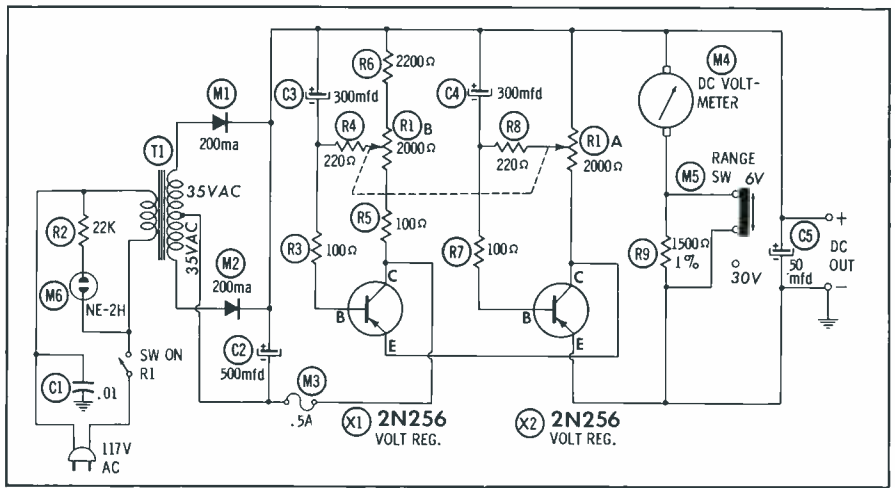 T1
M1
200ma
35VAC
35VAC
M2
200ma
R2
22K
M6
NE-2H
C1
.01
SW ON
R1
117V
AC
C2
500mfd
M3
.5A
C3
+
300mfd
R4
220Ω
R6
2200Ω
R1 B
2000Ω
R5
100Ω
R3
100Ω
C
B
E
X1 2N256
VOLT REG.
C4
+
300mfd
R8
220Ω
R1 A
2000Ω
R7
100Ω
C
B
E
X2 2N256
VOLT REG.
M4
DC VOLT-
METER
M5
RANGE
SW
6V
30V
R9
1500Ω
1%
C5
+
50
mfd
+
DC
OUT
−